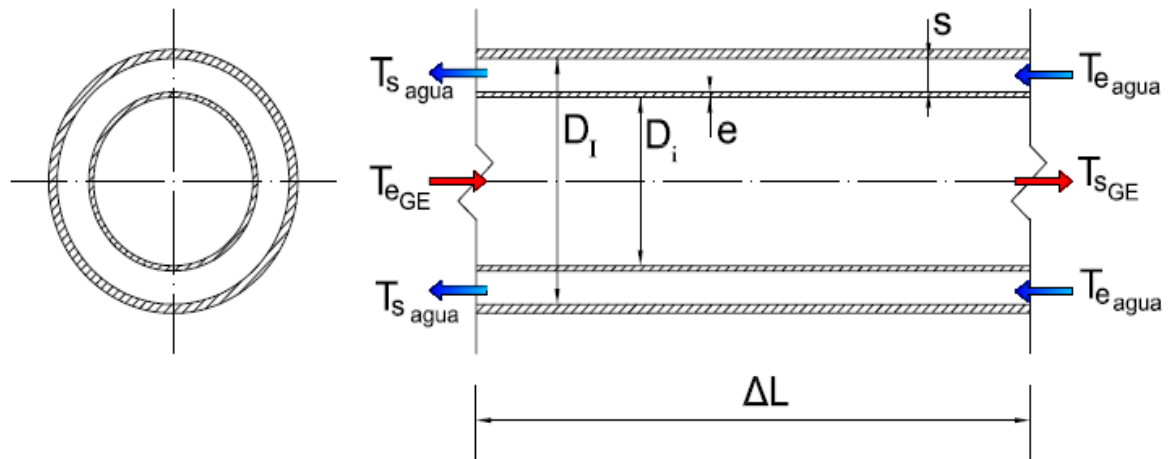 s
T_s agua
T_e agua
D_I
D_i
e
T_e GE
T_s GE
T_s agua
T_e agua
ΔL